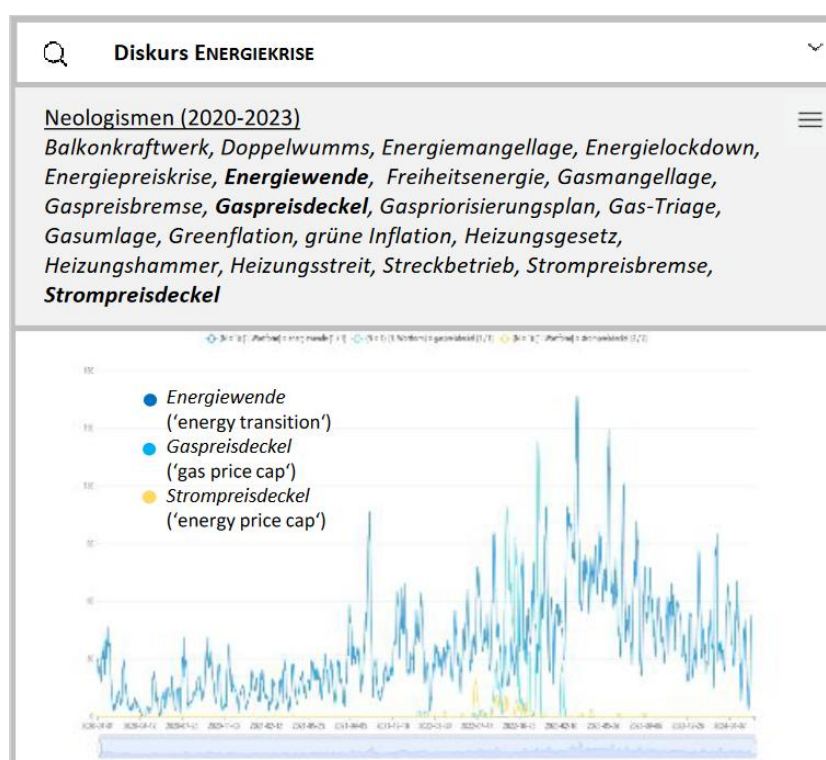 Diskurs ENERGIEKRISE
Neologismen (2020-2023)
Balkonkraftwerk, Doppelwumms, Energiemangellage, Energielockdown,
Energiepreiskrise, Energiewende, Freiheitsenergie, Gasmangellage,
Gaspreisbremse, Gaspreisdeckel, Gaspriorisierungsplan, Gas-Triage,
Gasumlage, Greenflation, grüne Inflation, Heizungsgesetz,
Heizungshammer, Heizungsstreit, Streckbetrieb, Strompreisbremse,
Strompreisdeckel
Energiewende
(‘energy transition‘)
Gaspreisdeckel
(‘gas price cap‘)
Strompreisdeckel
(‘energy price cap‘)